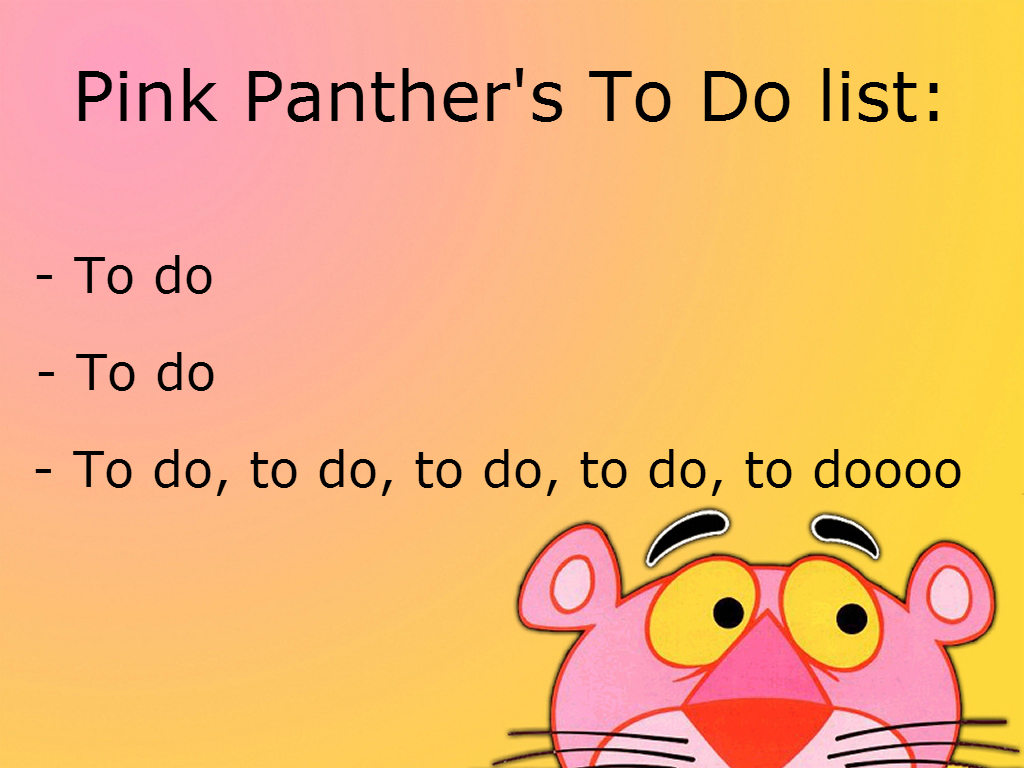 Pink Panther's To Do list:
- To do
- To do
- To do, to do, to do, to do, to doooo